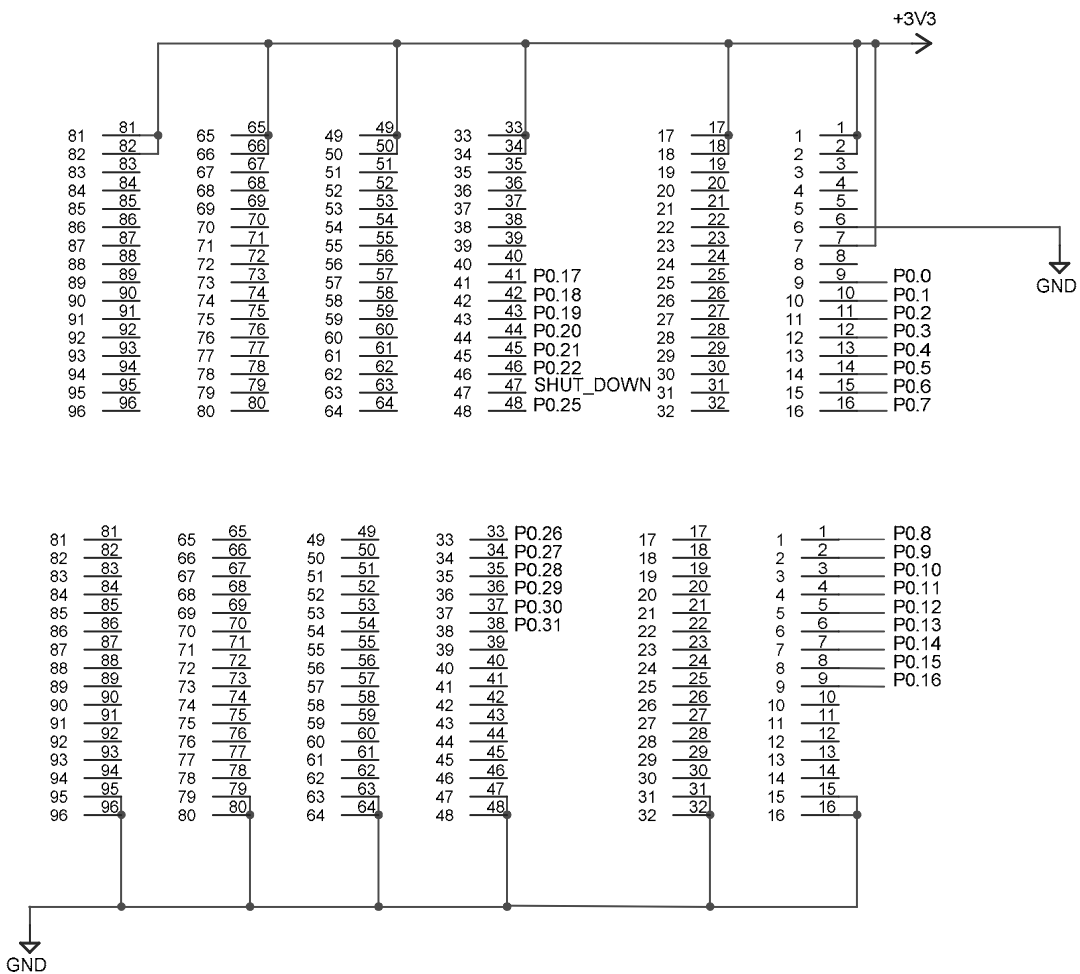 +3V3
81 81 65 65 49 49 33 33 17 17 1 1
82 82 66 66 50 50 34 34 18 18 2 2
83 83 67 67 51 51 35 35 19 19 3 3
84 84 68 68 52 52 36 36 20 20 4 4
85 85 69 69 53 53 37 37 21 21 5 5
86 86 70 70 54 54 38 38 22 22 6 6
87 87 71 71 55 55 39 39 23 23 7 7
88 88 72 72 56 56 40 40 24 24 8 8
89 89 73 73 57 57 41 41 P0.17 25 25 9 9 P0.0
GND
90 90 74 74 58 58 42 42 P0.18 26 26 10 10 P0.1
91 91 75 75 59 59 43 43 P0.19 27 27 11 11 P0.2
92 92 76 76 60 60 44 44 P0.20 28 28 12 12 P0.3
93 93 77 77 61 61 45 45 P0.21 29 29 13 13 P0.4
94 94 78 78 62 62 46 46 P0.22 30 30 14 14 P0.5
95 95 79 79 63 63 47 47 SHUT_DOWN 31 31 15 15 P0.6
96 96 80 80 64 64 48 48 P0.25 32 32 16 16 P0.7
81 81 65 65 49 49 33 33 P0.26 17 17 1 1 P0.8
82 82 66 66 50 50 34 34 P0.27 18 18 2 2 P0.9
83 83 67 67 51 51 35 35 P0.28 19 19 3 3 P0.10
84 84 68 68 52 52 36 36 P0.29 20 20 4 4 P0.11
85 85 69 69 53 53 37 37 P0.30 21 21 5 5 P0.12
86 86 70 70 54 54 38 38 P0.31 22 22 6 6 P0.13
87 87 71 71 55 55 39 39 23 23 7 7 P0.14
88 88 72 72 56 56 40 40 24 24 8 8 P0.15
89 89 73 73 57 57 41 41 25 25 9 9 P0.16
90 90 74 74 58 58 42 42 26 26 10 10
91 91 75 75 59 59 43 43 27 27 11 11
92 92 76 76 60 60 44 44 28 28 12 12
93 93 77 77 61 61 45 45 29 29 13 13
94 94 78 78 62 62 46 46 30 30 14 14
95 95 79 79 63 63 47 47 31 31 15 15
96 96 80 80 64 64 48 48 32 32 16 16
GND